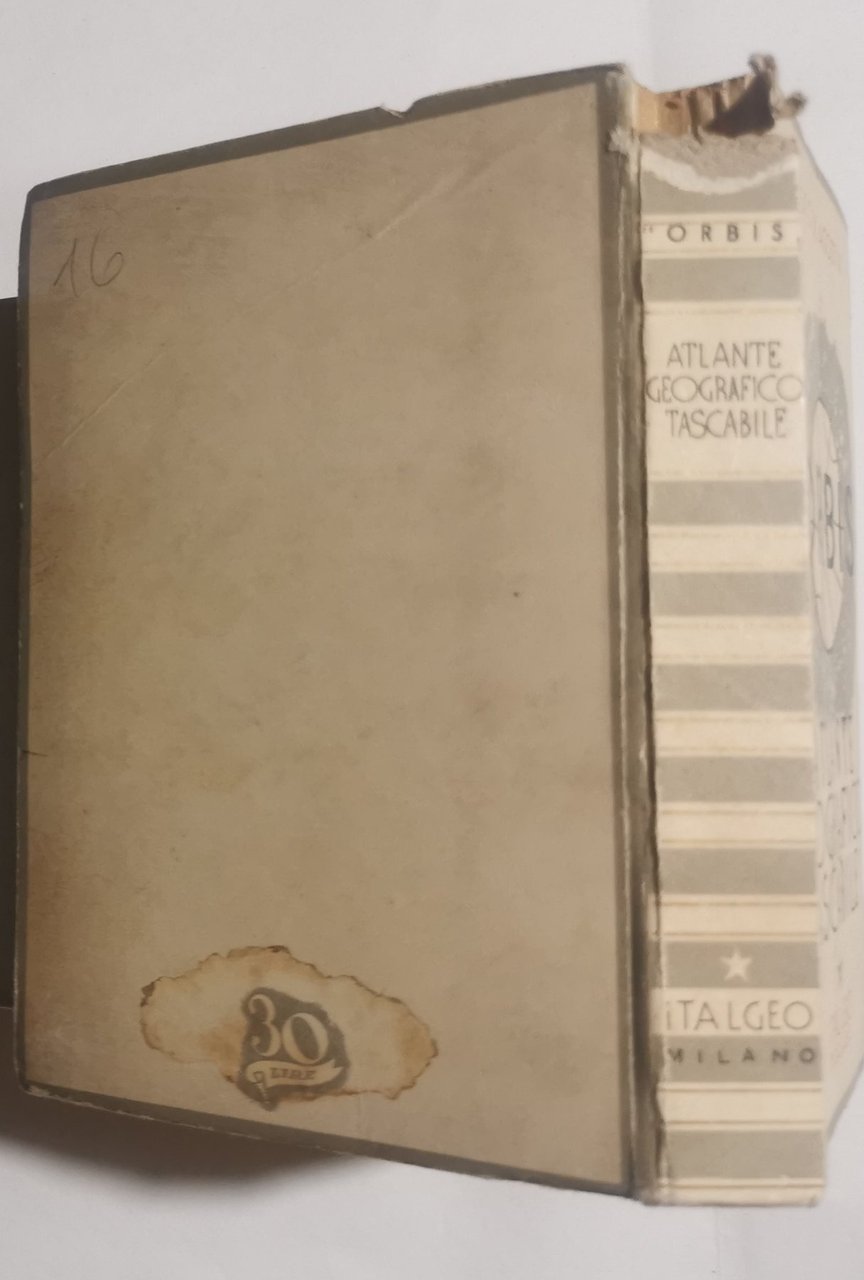 16
30
LIRE
"ORBIS
ATLANTE
GEOGRAFICO
TASCABILE
ITALGEO
MILANO